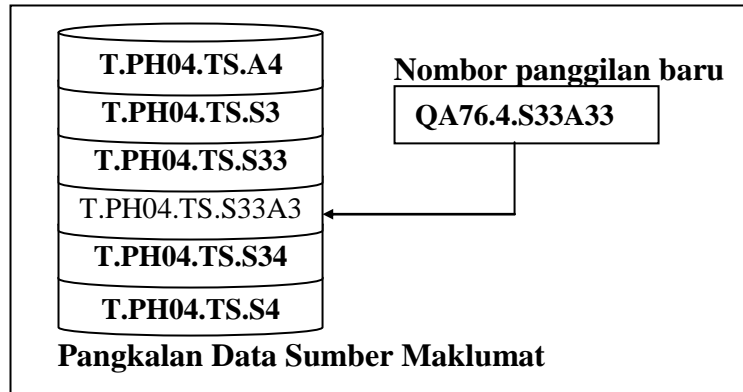 T.PH04.TS.A4
T.PH04.TS.S3
T.PH04.TS.S33
T.PH04.TS.S33A3
T.PH04.TS.S34
T.PH04.TS.S4
Nombor panggilan baru
QA76.4.S33A33
Pangkalan Data Sumber Maklumat